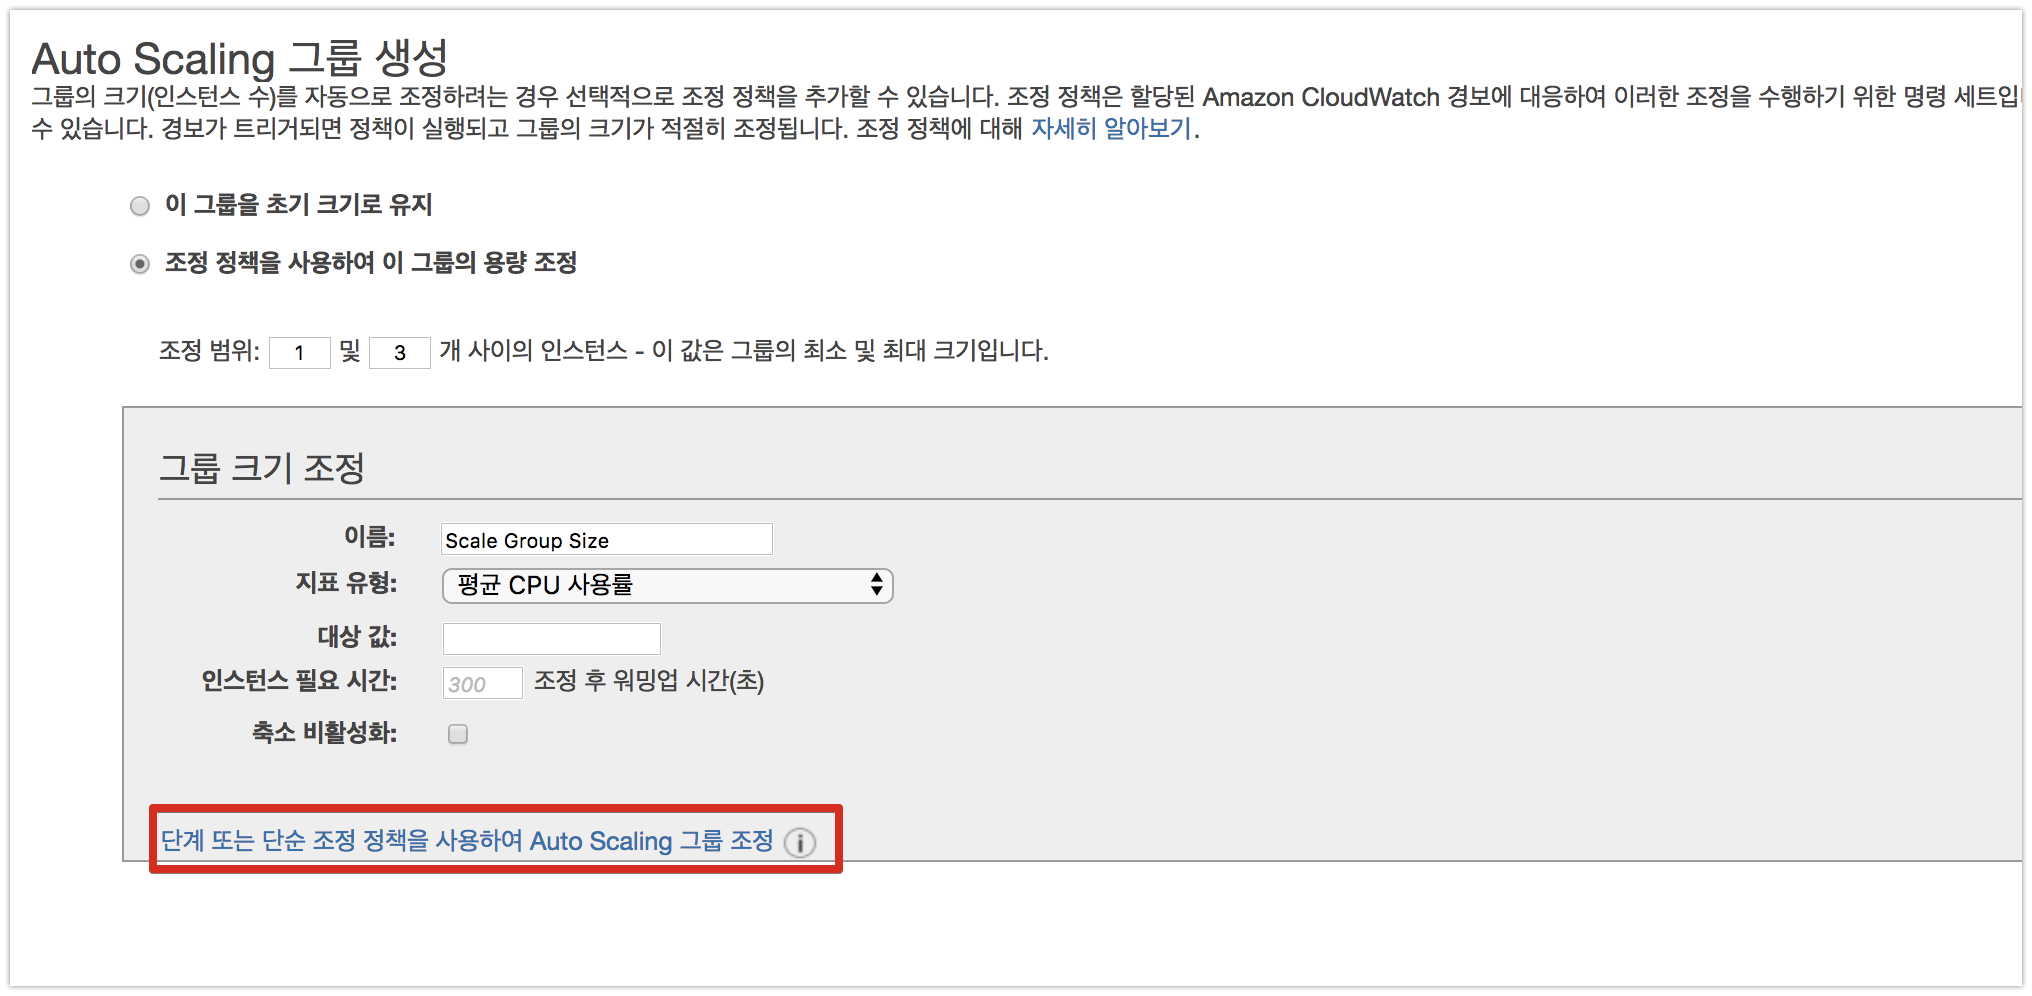 Auto Scaling 그룹 생성
그룹의 크기(인스턴스 수)를 자동으로 조정하려는 경우 선택적으로 조정 정책을 추가할 수 있습니다. 조정 정책은 할당된 Amazon CloudWatch 경보에 대응하여 이러한 조정을 수행하기 위한 명령 세트입
수 있습니다. 경보가 트리거되면 정책이 실행되고 그룹의 크기가 적절히 조정됩니다. 조정 정책에 대해 자세히 알아보기.
이 그룹을 초기 크기로 유지
조정 정책을 사용하여 이 그룹의 용량 조정
조정 범위: 1 및 3 개 사이의 인스턴스 - 이 값은 그룹의 최소 및 최대 크기입니다.
그룹 크기 조정
이름: Scale Group Size
지표 유형: 평균 CPU 사용률
대상 값:
인스턴스 필요 시간: 300 조정 후 워밍업 시간(초)
축소 비활성화:
단계 또는 단순 조정 정책을 사용하여 Auto Scaling 그룹 조정 i